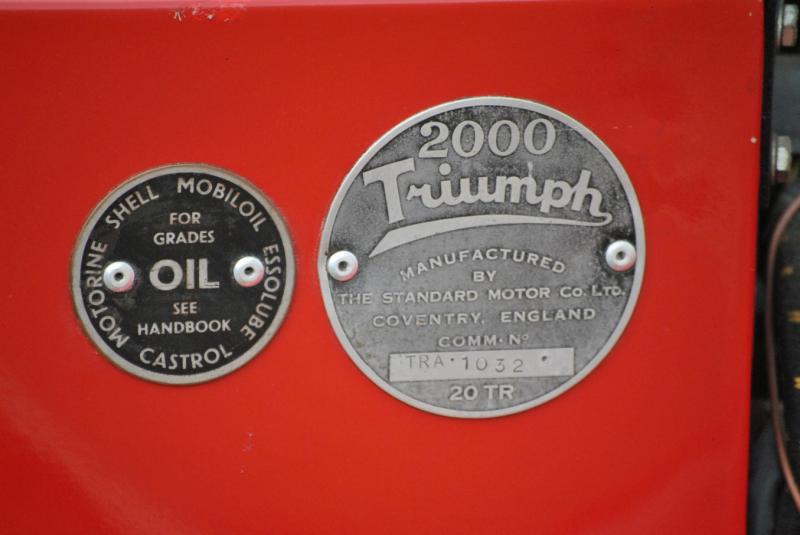 MOTORINE SHELL MOBILOIL ESSOLUBE CASTROL
FOR
GRADES
OIL
SEE
HANDBOOK
2000
Triumph
MANUFACTURED
BY
THE STANDARD MOTOR Co. LTD.
COVENTRY, ENGLAND
COMM. No
TRA·1032
20 TR